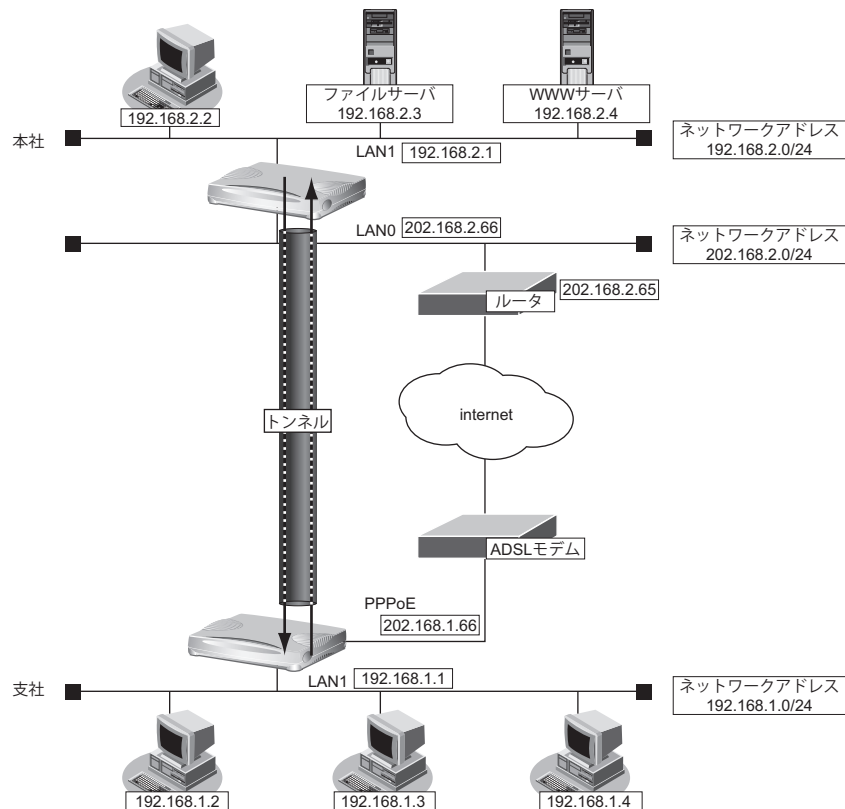 ファイルサーバ
192.168.2.3
WWWサーバ
192.168.2.4
192.168.2.2
本社
LAN1 192.168.2.1
ネットワークアドレス
192.168.2.0/24
LAN0 202.168.2.66
ネットワークアドレス
202.168.2.0/24
ルータ
202.168.2.65
トンネル
internet
ADSLモデム
PPPoE
202.168.1.66
支社
LAN1 192.168.1.1
ネットワークアドレス
192.168.1.0/24
192.168.1.2
192.168.1.3
192.168.1.4